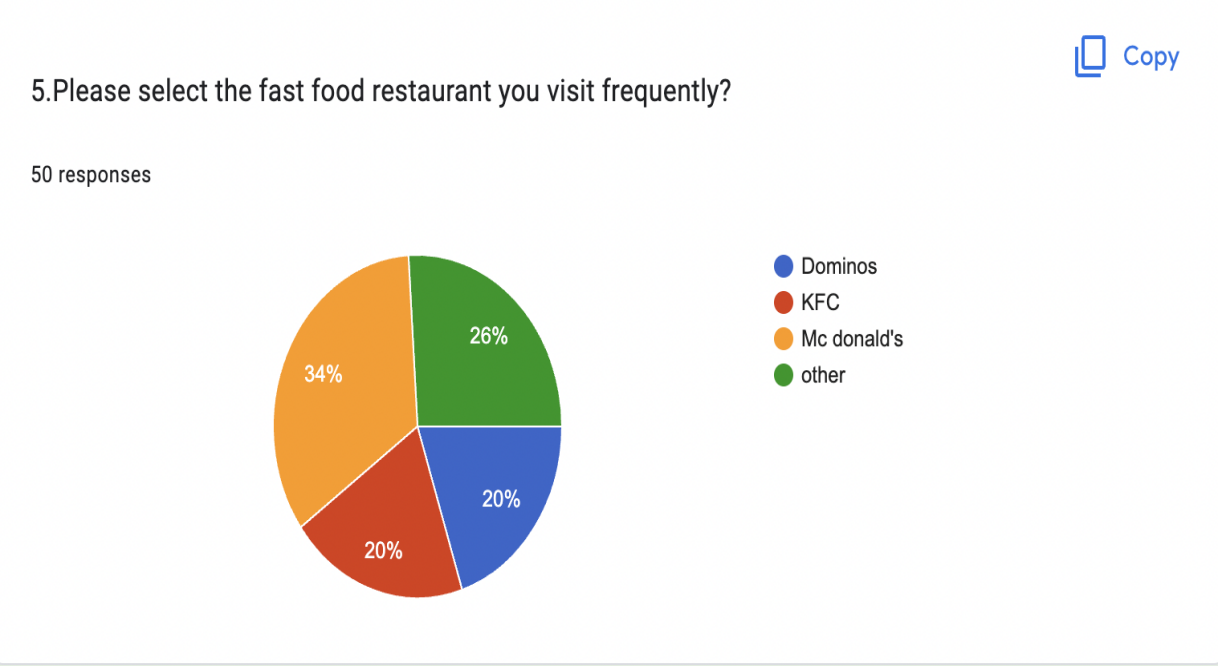 Copy
5.Please select the fast food restaurant you visit frequently?
50 responses
Dominos
KFC
Mc donald's
other
26%
34%
20%
20%